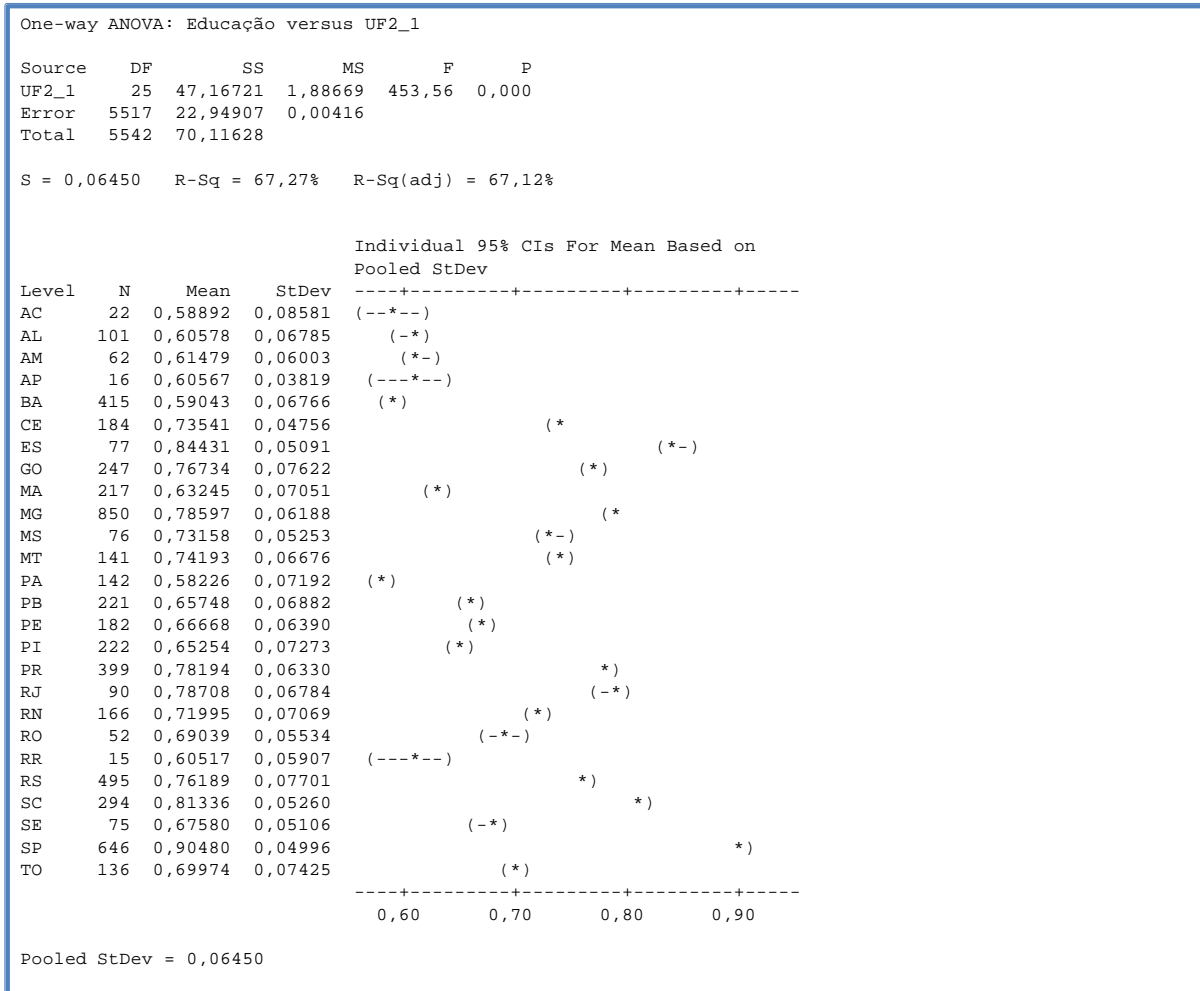 One-way ANOVA: Educação versus UF2_1
Source DF SS MS F P
UF2_1 25 47,16721 1,88669 453,56 0,000
Error 5517 22,94907 0,00416
Total 5542 70,11628
S = 0,06450 R-Sq = 67,27% R-Sq(adj) = 67,12%
Individual 95% CIs For Mean Based on
Pooled StDev
Level N Mean StDev ----+---------+---------+---------+-----
AC 22 0,58892 0,08581 (--*--)
AL 101 0,60578 0,06785 (-*)
AM 62 0,61479 0,06003 (*-)
AP 16 0,60567 0,03819 (---*--)
BA 415 0,59043 0,06766 (*)
CE 184 0,73541 0,04756 (*
ES 77 0,84431 0,05091 (*-)
GO 247 0,76734 0,07622 (*)
MA 217 0,63245 0,07051 (*)
MG 850 0,78597 0,06188 (*
MS 76 0,73158 0,05253 (*-)
MT 141 0,74193 0,06676 (*)
PA 142 0,58226 0,07192 (*)
PB 221 0,65748 0,06882 (*)
PE 182 0,66668 0,06390 (*)
PI 222 0,65254 0,07273 (*)
PR 399 0,78194 0,06330 *)
RJ 90 0,78708 0,06784 (-*)
RN 166 0,71995 0,07069 (*)
RO 52 0,69039 0,05534 (-*-)
RR 15 0,60517 0,05907 (---*--)
RS 495 0,76189 0,07701 *)
SC 294 0,81336 0,05260 *)
SE 75 0,67580 0,05106 (-*)
SP 646 0,90480 0,04996 *)
TO 136 0,69974 0,07425 (*)
----+---------+---------+---------+-----
0,60 0,70 0,80 0,90
Pooled StDev = 0,06450